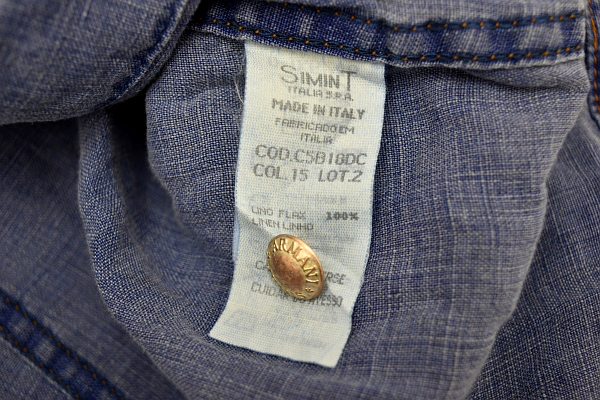 SIMINT
ITALIA S.P.A.
MADE IN ITALY
FABRICADO EM
ITALIA
COD.C5B18DC
COL.15 LOT.2
LINO FLAX 100%
LINEN LINHO
ARMANI